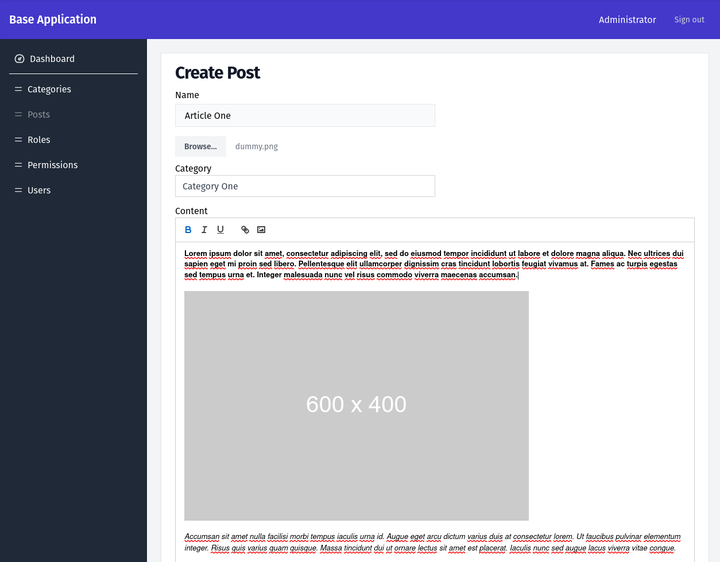 Base Application
Administrator
Sign out
Dashboard
Categories
Posts
Roles
Permissions
Users
Create Post
Name
Article One
Browse...
dummy.png
Category
Category One
Content
B I U
Lorem ipsum dolor sit amet, consectetur adipiscing elit, sed do eiusmod tempor incididunt ut labore et dolore magna aliqua. Nec ultrices dui
sapien eget mi proin sed libero. Pellentesque elit ullamcorper dignissim cras tincidunt lobortis feugiat vivamus at. Fames ac turpis egestas
sed tempus urna et. Integer malesuada nunc vel risus commodo viverra maecenas accumsan.
600 x 400
Accumsan sit amet nulla facilisi morbi tempus iaculis urna id. Augue eget arcu dictum varius duis at consectetur lorem. Ut faucibus pulvinar elementum
integer. Risus quis varius quam quisque. Massa tincidunt dui ut ornare lectus sit amet est placerat. Iaculis nunc sed augue lacus viverra vitae congue.